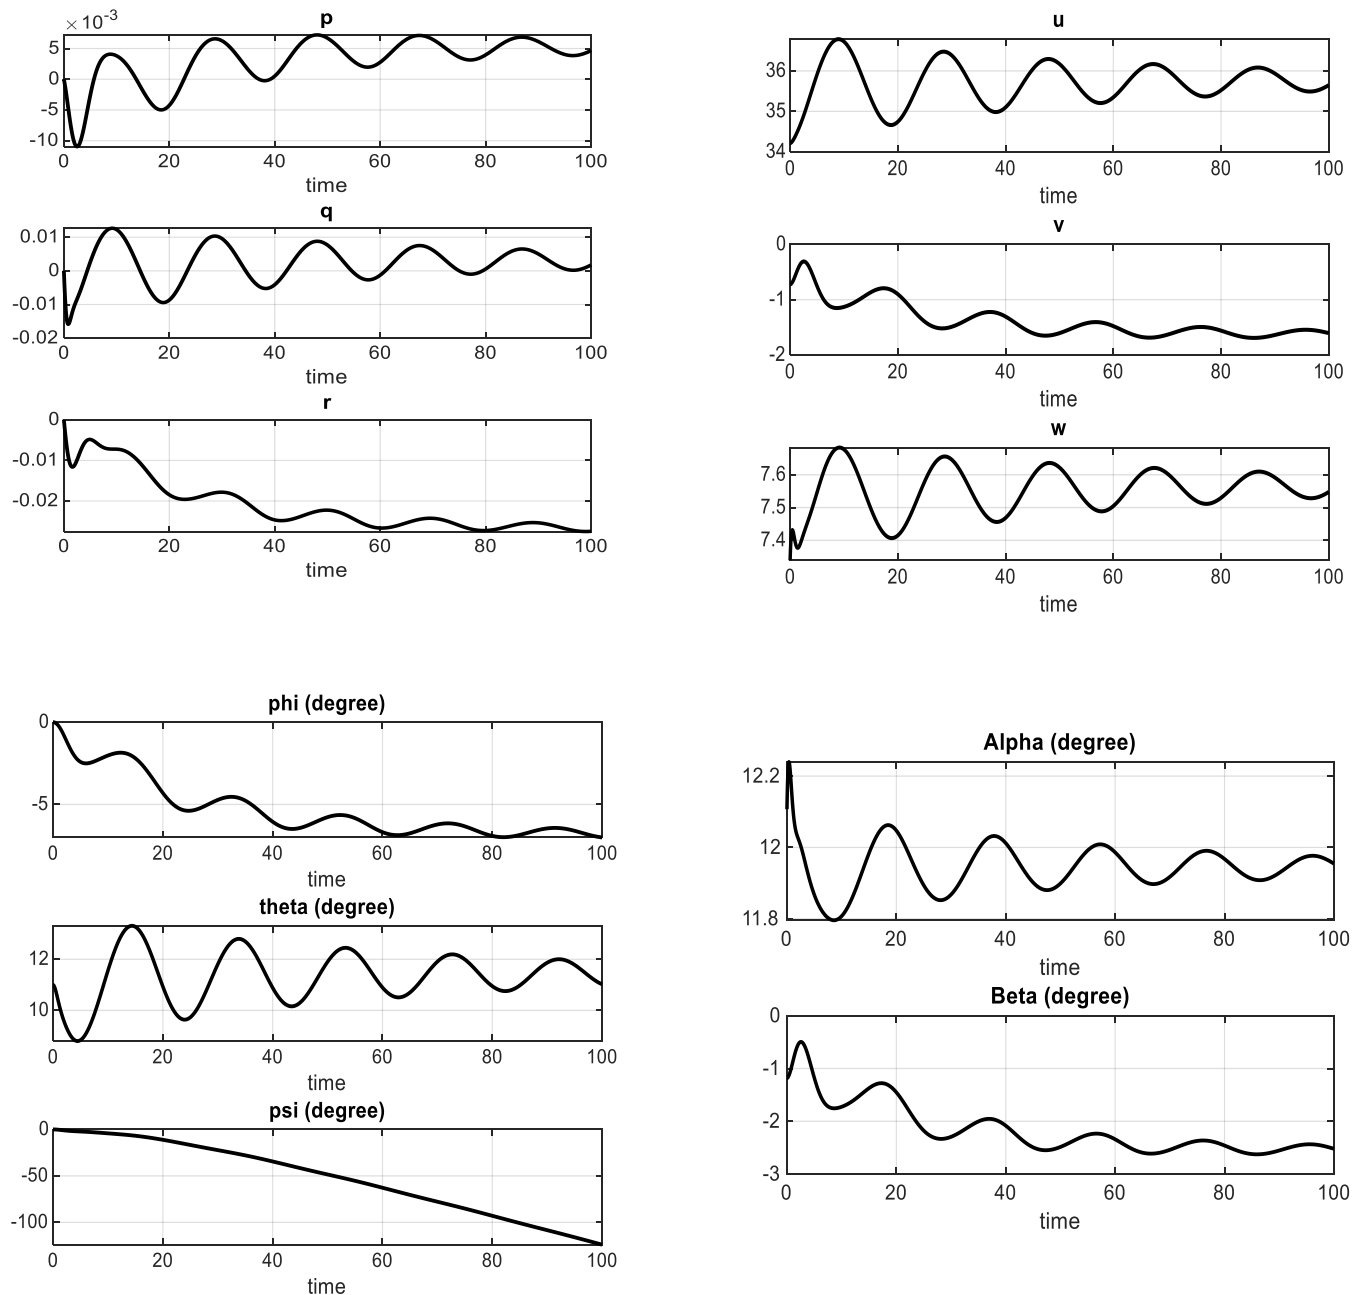 ×10⁻³
p
5
0
-5
-10
0 20 40 60 80 100
time
q
0.01
0
-0.01
-0.02
0 20 40 60 80 100
time
r
0
-0.01
-0.02
0 20 40 60 80 100
time
u
36
35
34
0 20 40 60 80 100
time
v
0
-1
-2
0 20 40 60 80 100
time
w
7.6
7.5
7.4
0 20 40 60 80 100
time
phi (degree)
0
-5
0 20 40 60 80 100
time
theta (degree)
12
10
0 20 40 60 80 100
time
psi (degree)
0
-50
-100
0 20 40 60 80 100
time
Alpha (degree)
12.2
12
11.8
0 20 40 60 80 100
time
Beta (degree)
0
-1
-2
-3
0 20 40 60 80 100
time